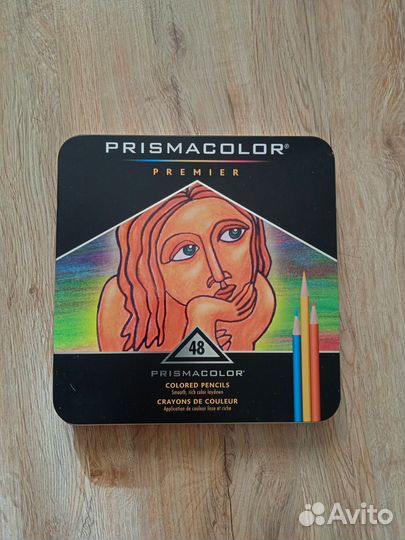 PRISMACOLOR®
PREMIER
48
PRISMACOLOR
COLORED PENCILS
Smooth, rich color laydown
CRAYONS DE COULEUR
Application de couleur lisse et riche
Avito